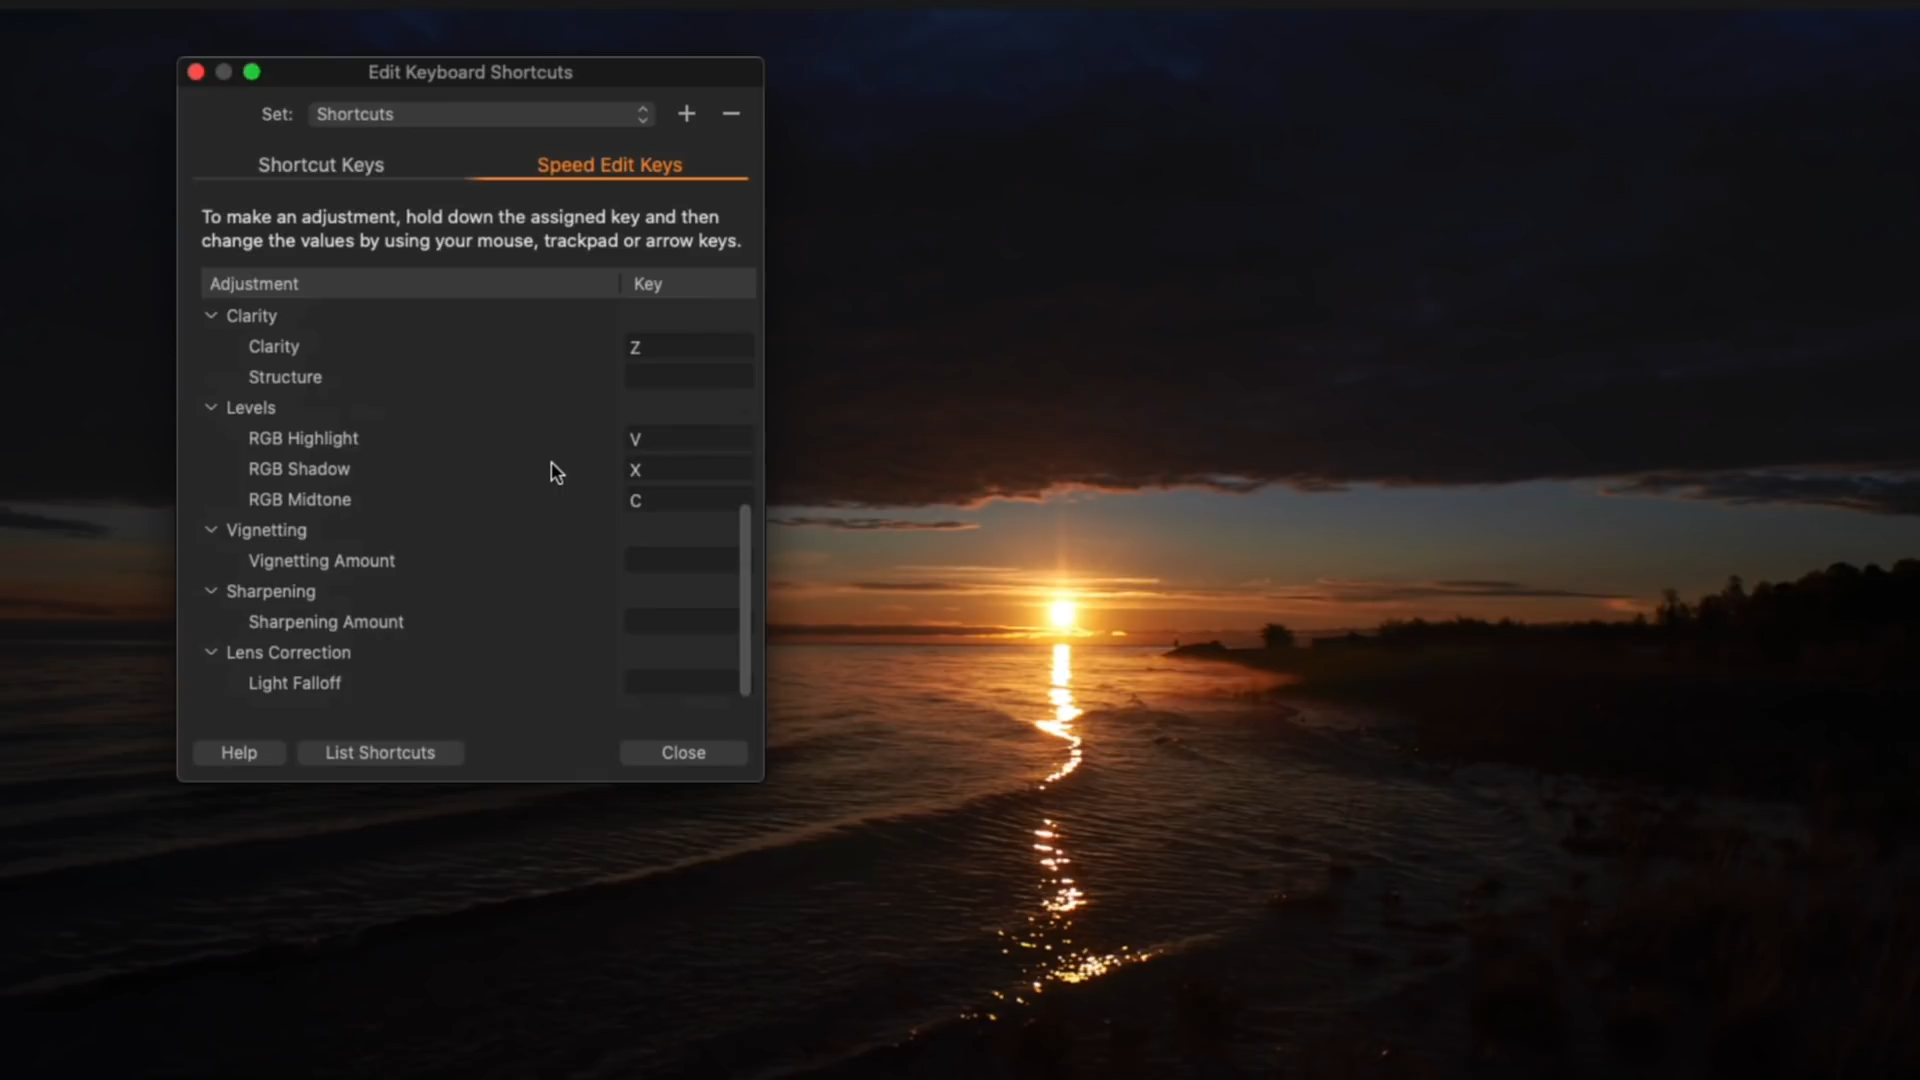 Edit Keyboard Shortcuts
Set: Shortcuts
Shortcut Keys Speed Edit Keys
To make an adjustment, hold down the assigned key and then
change the values by using your mouse, trackpad or arrow keys.
Adjustment Key
Clarity
Clarity Z
Structure
Levels
RGB Highlight V
RGB Shadow X
RGB Midtone C
Vignetting
Vignetting Amount
Sharpening
Sharpening Amount
Lens Correction
Light Falloff
Help List Shortcuts Close